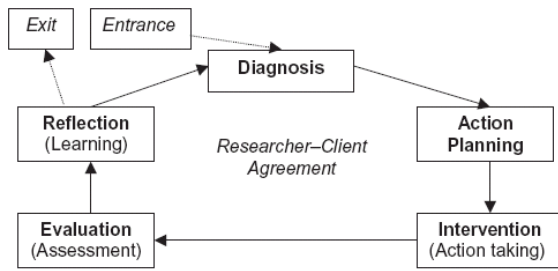 Exit
Entrance
Diagnosis
Reflection
(Learning)
Action
Planning
Researcher–Client
Agreement
Evaluation
(Assessment)
Intervention
(Action taking)